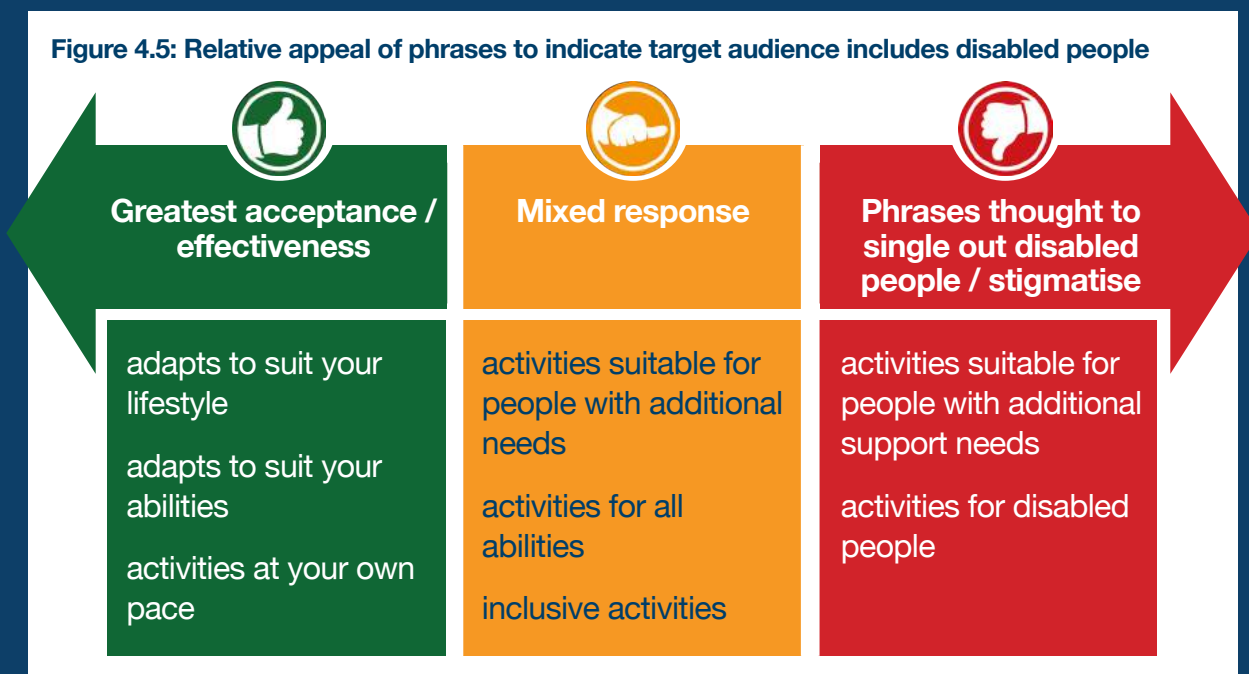 Figure 4.5: Relative appeal of phrases to indicate target audience includes disabled people
Greatest acceptance /
effectiveness
adapts to suit your
lifestyle
adapts to suit your
abilities
activities at your own
pace
Mixed response
activities suitable for
people with additional
needs
activities for all
abilities
inclusive activities
Phrases thought to
single out disabled
people / stigmatise
activities suitable for
people with additional
support needs
activities for disabled
people